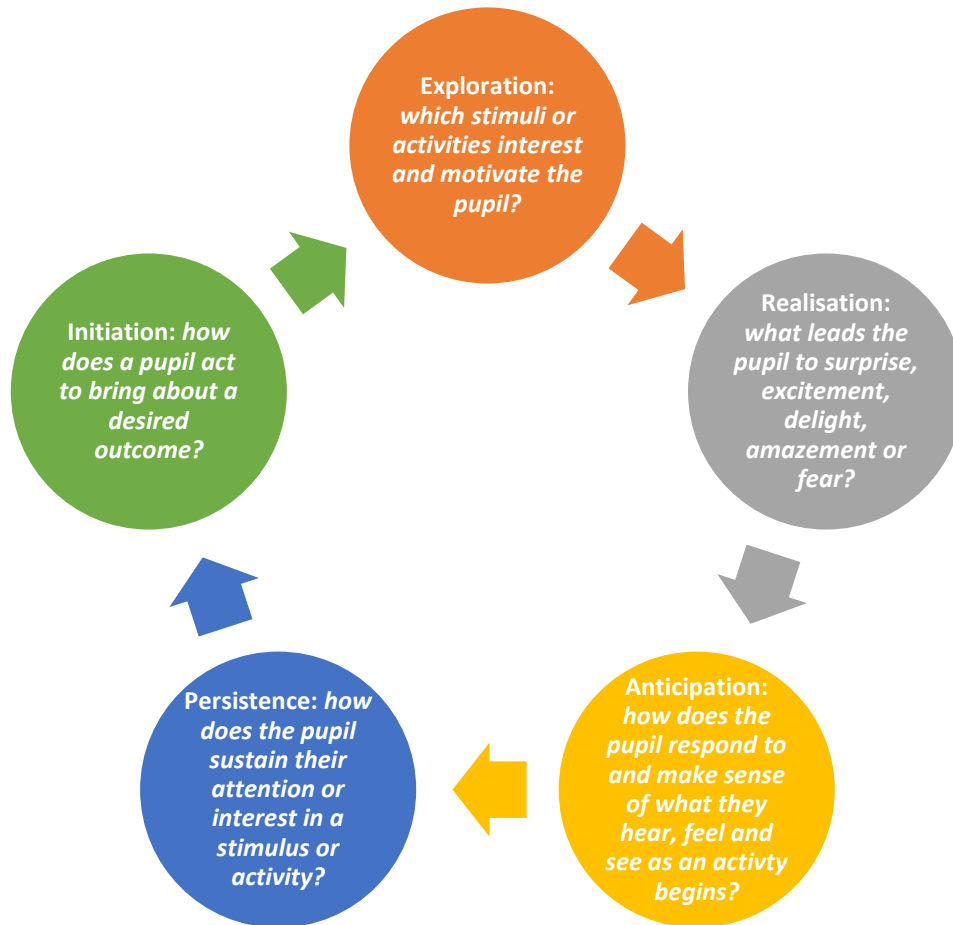 Exploration:
which stimuli or
activities interest
and motivate the
pupil?
Realisation:
what leads the
pupil to surprise,
excitement,
delight,
amazement or
fear?
Anticipation:
how does the
pupil respond to
and make sense
of what they
hear, feel and
see as an activty
begins?
Persistence: how
does the pupil
sustain their
attention or
interest in a
stimulus or
activity?
Initiation: how
does a pupil act
to bring about a
desired
outcome?